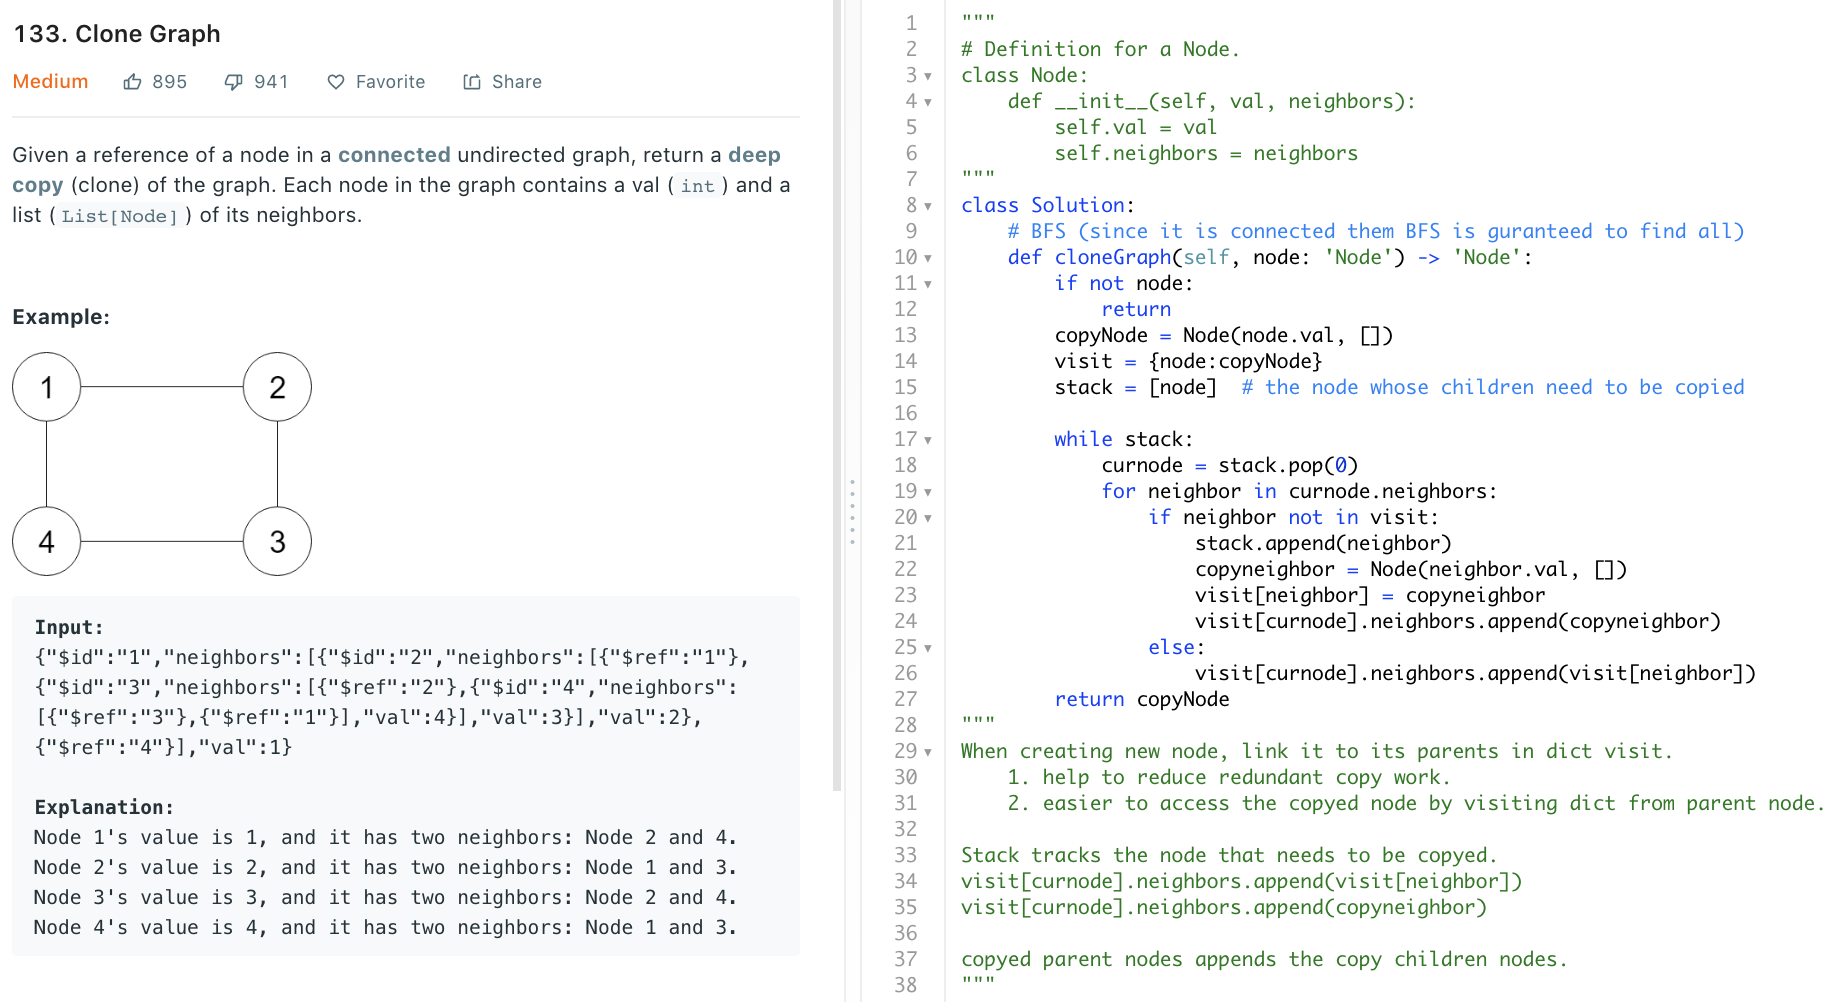 133. Clone Graph
Medium 895 941 Favorite Share
Given a reference of a node in a connected undirected graph, return a deep
copy (clone) of the graph. Each node in the graph contains a val ( int ) and a
list ( List[Node] ) of its neighbors.
Example:
1 2
4 3
Input:
{"$id":"1","neighbors":[{"$id":"2","neighbors":[{"$ref":"1"},
{"$id":"3","neighbors":[{"$ref":"2"},{"$id":"4","neighbors":
[{"$ref":"3"},{"$ref":"1"}],"val":4}],"val":3}],"val":2},
{"$ref":"4"}],"val":1}
Explanation:
Node 1's value is 1, and it has two neighbors: Node 2 and 4.
Node 2's value is 2, and it has two neighbors: Node 1 and 3.
Node 3's value is 3, and it has two neighbors: Node 2 and 4.
Node 4's value is 4, and it has two neighbors: Node 1 and 3.
1 """
2 # Definition for a Node.
3 class Node:
4     def __init__(self, val, neighbors):
5         self.val = val
6         self.neighbors = neighbors
7 """
8 class Solution:
9     # BFS (since it is connected them BFS is guranteed to find all)
10     def cloneGraph(self, node: 'Node') -> 'Node':
11         if not node:
12             return
13         copyNode = Node(node.val, [])
14         visit = {node:copyNode}
15         stack = [node]  # the node whose children need to be copied
16
17         while stack:
18             curnode = stack.pop(0)
19             for neighbor in curnode.neighbors:
20                 if neighbor not in visit:
21                     stack.append(neighbor)
22                     copyneighbor = Node(neighbor.val, [])
23                     visit[neighbor] = copyneighbor
24                     visit[curnode].neighbors.append(copyneighbor)
25                 else:
26                     visit[curnode].neighbors.append(visit[neighbor])
27         return copyNode
28 """
29 When creating new node, link it to its parents in dict visit.
30     1. help to reduce redundant copy work.
31     2. easier to access the copyed node by visiting dict from parent node.
32
33 Stack tracks the node that needs to be copyed.
34 visit[curnode].neighbors.append(visit[neighbor])
35 visit[curnode].neighbors.append(copyneighbor)
36
37 copyed parent nodes appends the copy children nodes.
38 """